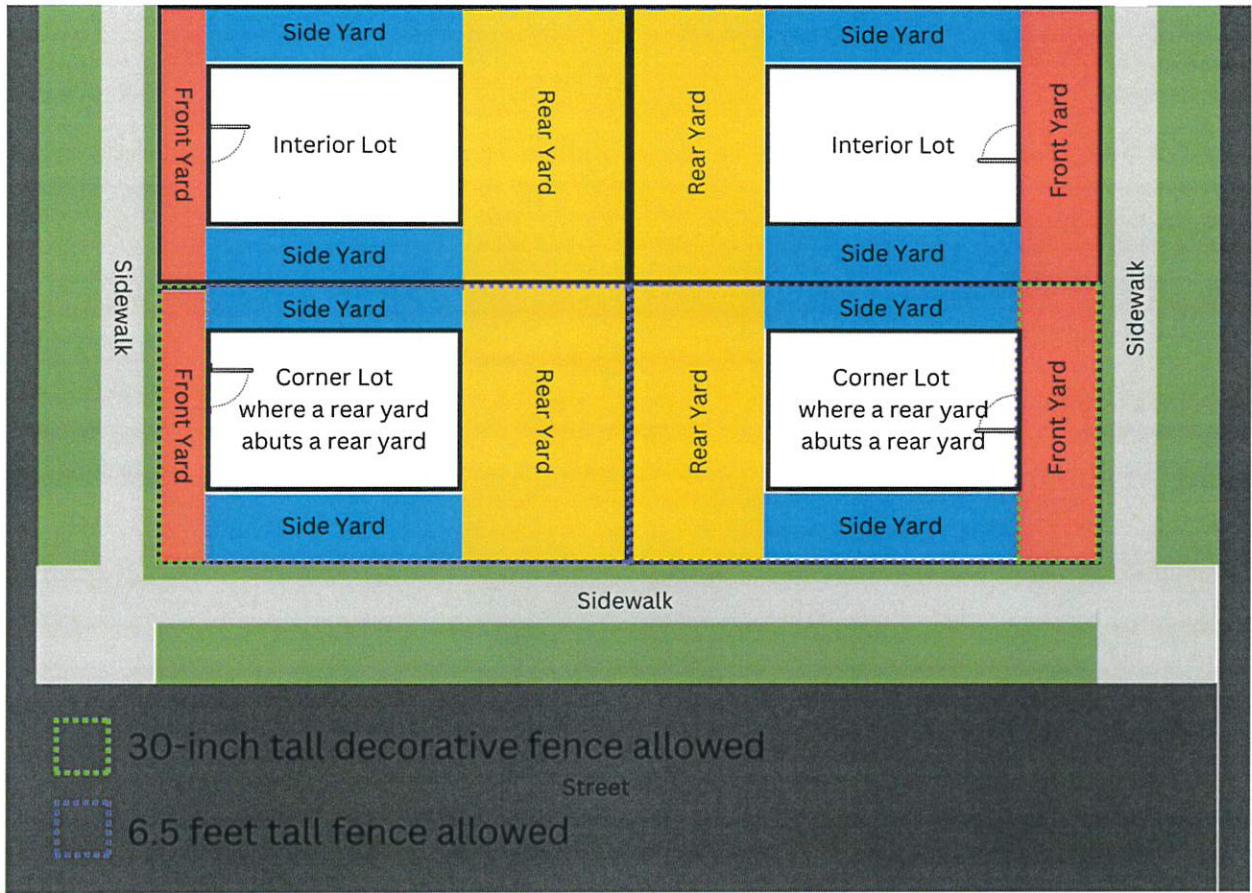 Side Yard
Side Yard
Front Yard
Interior Lot
Rear Yard
Rear Yard
Interior Lot
Front Yard
Side Yard
Side Yard
Sidewalk
Sidewalk
Side Yard
Side Yard
Front Yard
Corner Lot
where a rear yard
abuts a rear yard
Rear Yard
Rear Yard
Corner Lot
where a rear yard
abuts a rear yard
Front Yard
Side Yard
Side Yard
Sidewalk
30-inch tall decorative fence allowed
Street
6.5 feet tall fence allowed